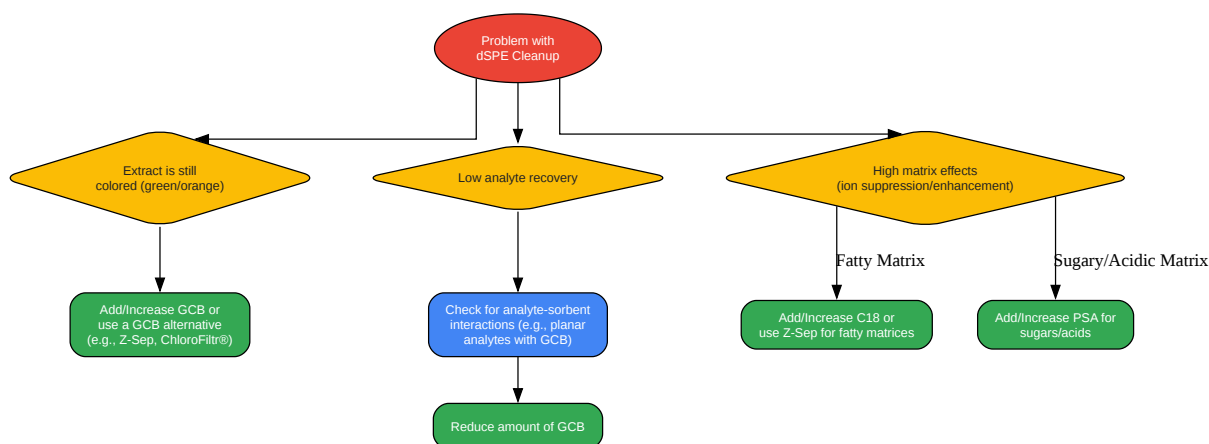 Problem with
dSPE Cleanup
Extract is still
colored (green/orange)
Low analyte recovery
High matrix effects
(ion suppression/enhancement)
Fatty Matrix
Sugary/Acidic Matrix
Add/Increase GCB or
use a GCB alternative
(e.g., Z-Sep, ChloroFiltr®)
Check for analyte-sorbent
interactions (e.g., planar
analytes with GCB)
Add/Increase C18 or
use Z-Sep for fatty matrices
Add/Increase PSA for
sugars/acids
Reduce amount of GCB